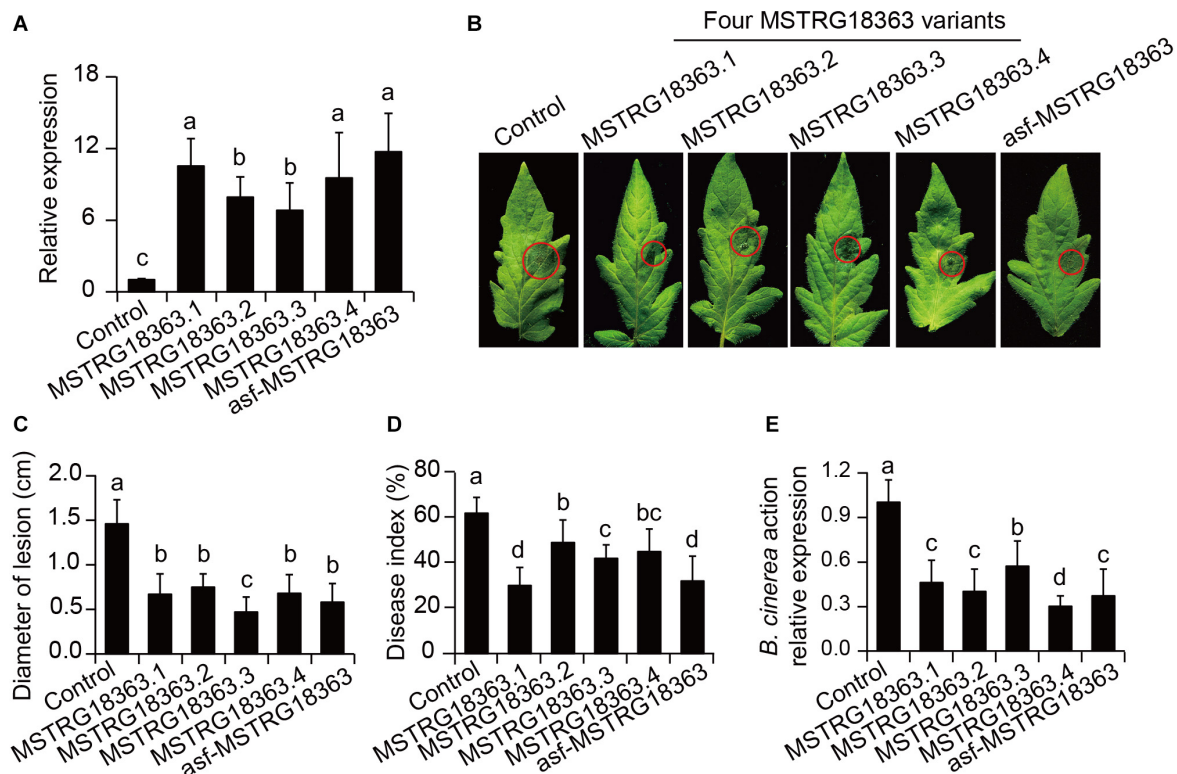 A
Relative expression
18
12
6
0
c
a
b
b
a
a
Control
MSTRG18363.1
MSTRG18363.2
MSTRG18363.3
MSTRG18363.4
asf-MSTRG18363
B
Four MSTRG18363 variants
Control
MSTRG18363.1
MSTRG18363.2
MSTRG18363.3
MSTRG18363.4
asf-MSTRG18363
C
Diameter of lesion (cm)
2.0
1.5
1.0
0.5
0.0
a
b
b
c
b
b
Control
MSTRG18363.1
MSTRG18363.2
MSTRG18363.3
MSTRG18363.4
asf-MSTRG18363
D
Disease index (%)
80
60
40
20
0
a
d
b
c
bc
d
Control
MSTRG18363.1
MSTRG18363.2
MSTRG18363.3
MSTRG18363.4
asf-MSTRG18363
E
B. cinerea action
relative expression
1.2
0.9
0.6
0.3
0.0
a
c
c
b
d
c
Control
MSTRG18363.1
MSTRG18363.2
MSTRG18363.3
MSTRG18363.4
asf-MSTRG18363